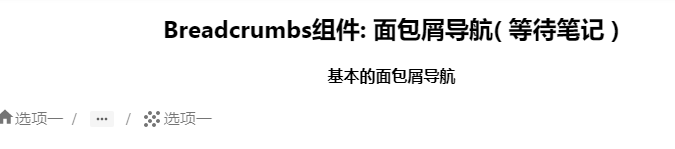 Breadcrumbs组件: 面包屑导航( 等待笔记 )
基本的面包屑导航
选项一 / ... / 选项一